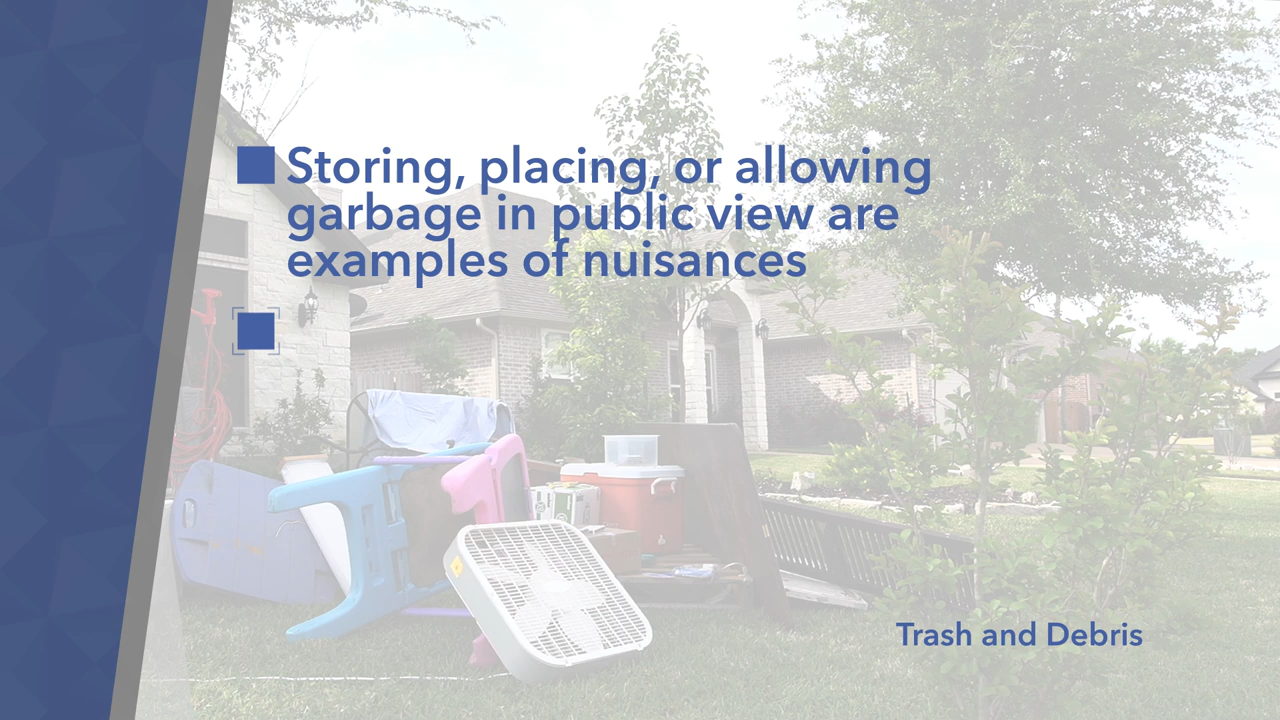 Storing, placing, or allowing
garbage in public view are
examples of nuisances
Trash and Debris